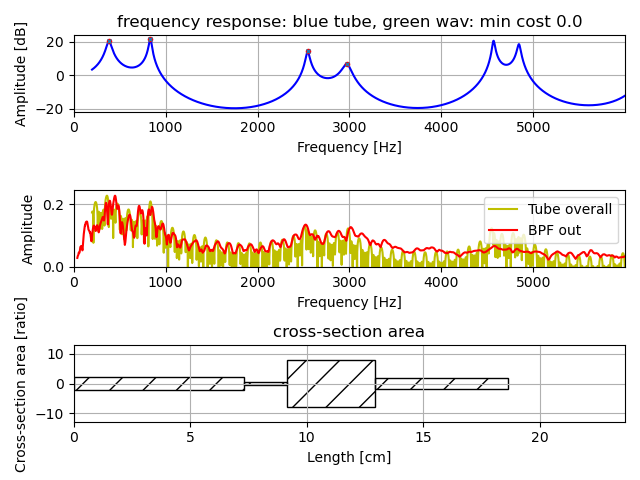 frequency response: blue tube, green wav: min cost 0.0
Amplitude [dB]
20
0
−20
0 1000 2000 3000 4000 5000
Frequency [Hz]
Amplitude
0.2
0.0
Tube overall
BPF out
0 1000 2000 3000 4000 5000
Frequency [Hz]
cross-section area
Cross-section area [ratio]
10
0
−10
0 5 10 15 20
Length [cm]